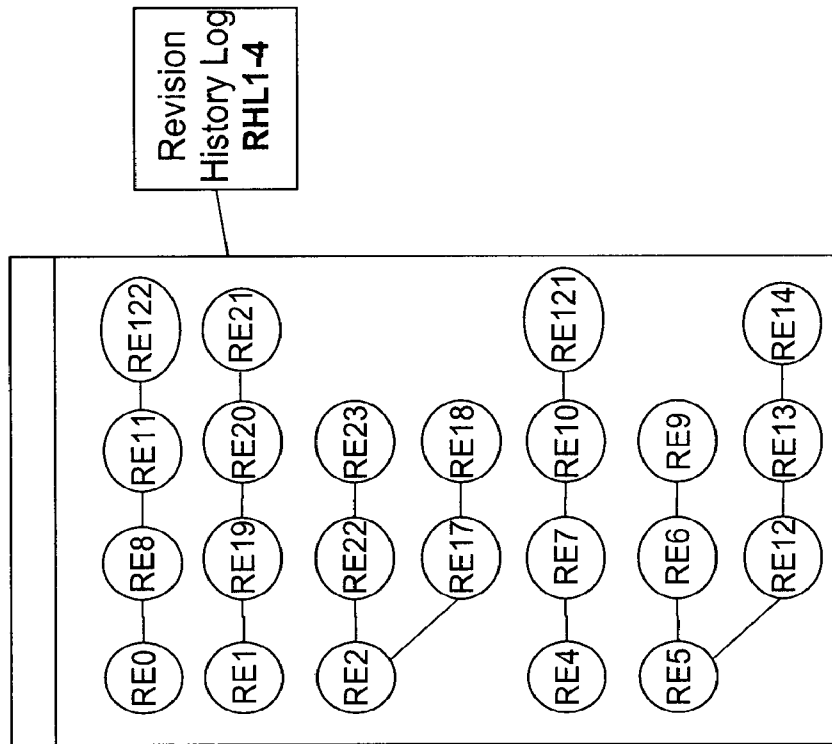 RE5 RE4 RE2 RE1 RE0
RE12 RE6 RE7 RE17 RE22 RE19 RE8
RE13 RE9 RE10 RE18 RE23 RE20 RE11
RE14 RE121 RE21 RE122
Revision
History Log
RHL1-4